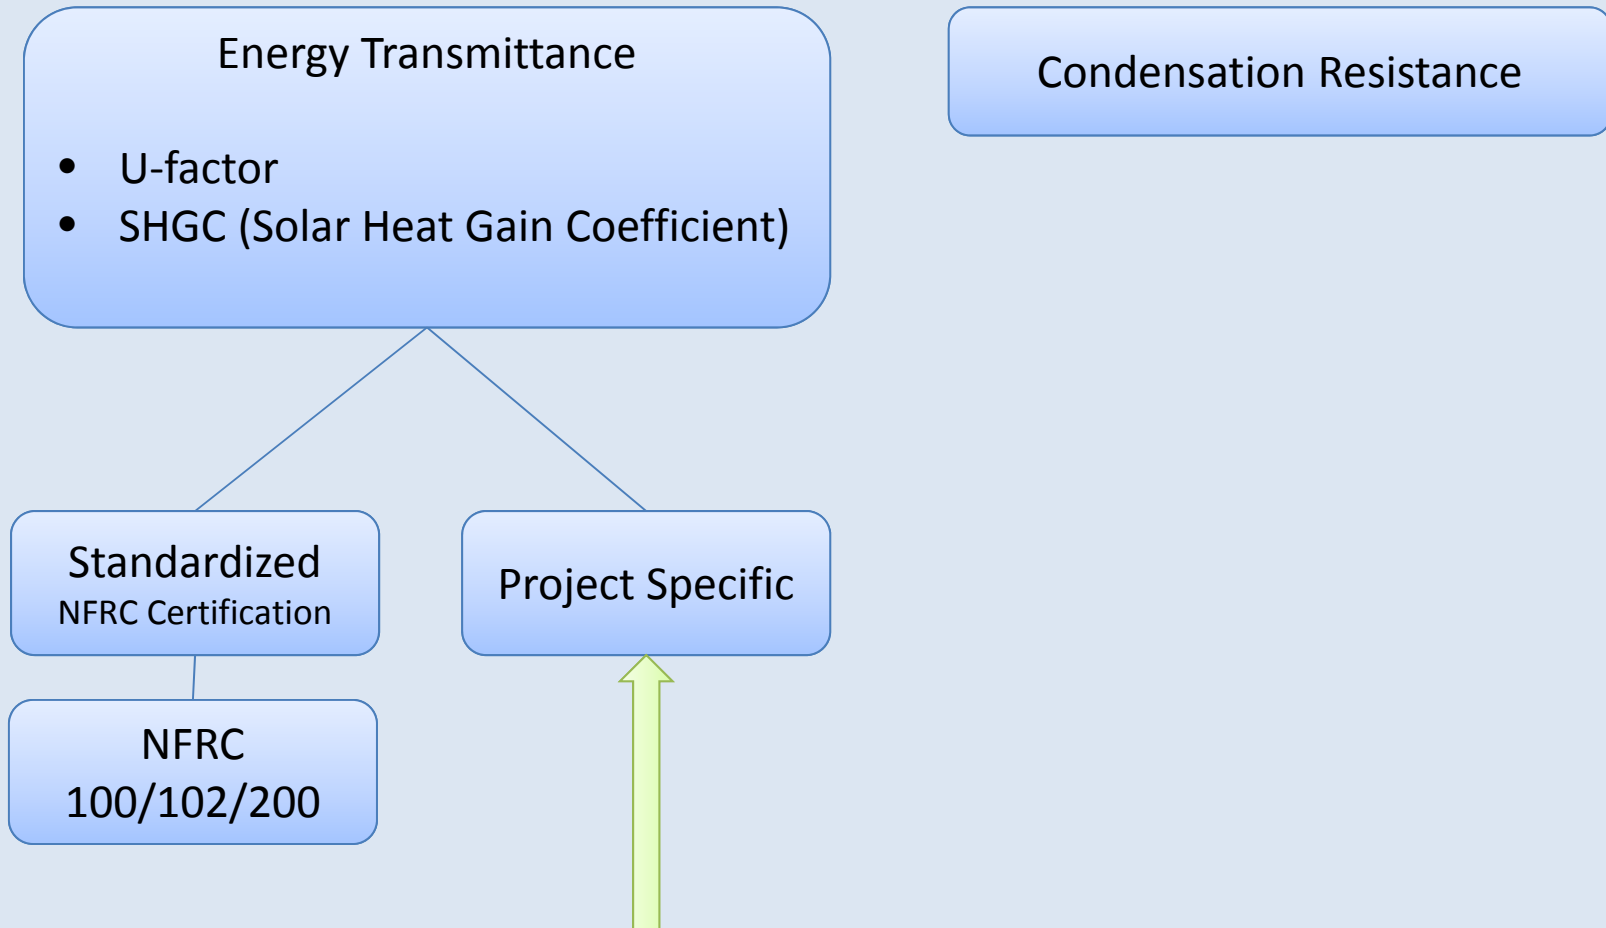 Energy Transmittance
• U-factor
• SHGC (Solar Heat Gain Coefficient)
Condensation Resistance
Standardized
NFRC Certification
Project Specific
NFRC
100/102/200